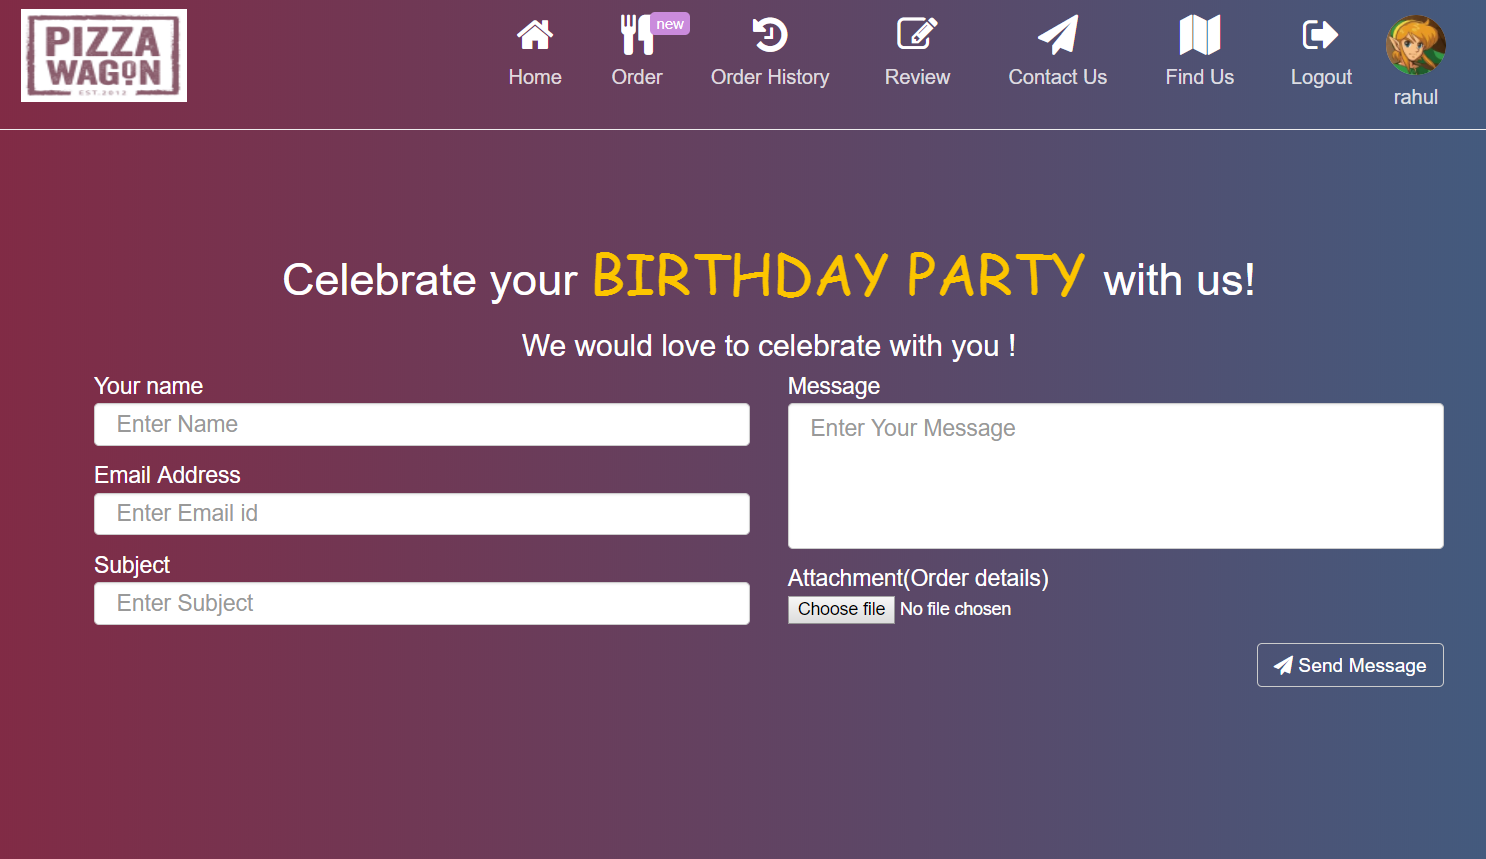 PIZZA
WAGON
EST.2012
new
Home
Order
Order History
Review
Contact Us
Find Us
Logout
rahul
Celebrate your BIRTHDAY PARTY with us!
We would love to celebrate with you !
Your name
Enter Name
Email Address
Enter Email id
Subject
Enter Subject
Message
Enter Your Message
Attachment(Order details)
Choose file No file chosen
Send Message